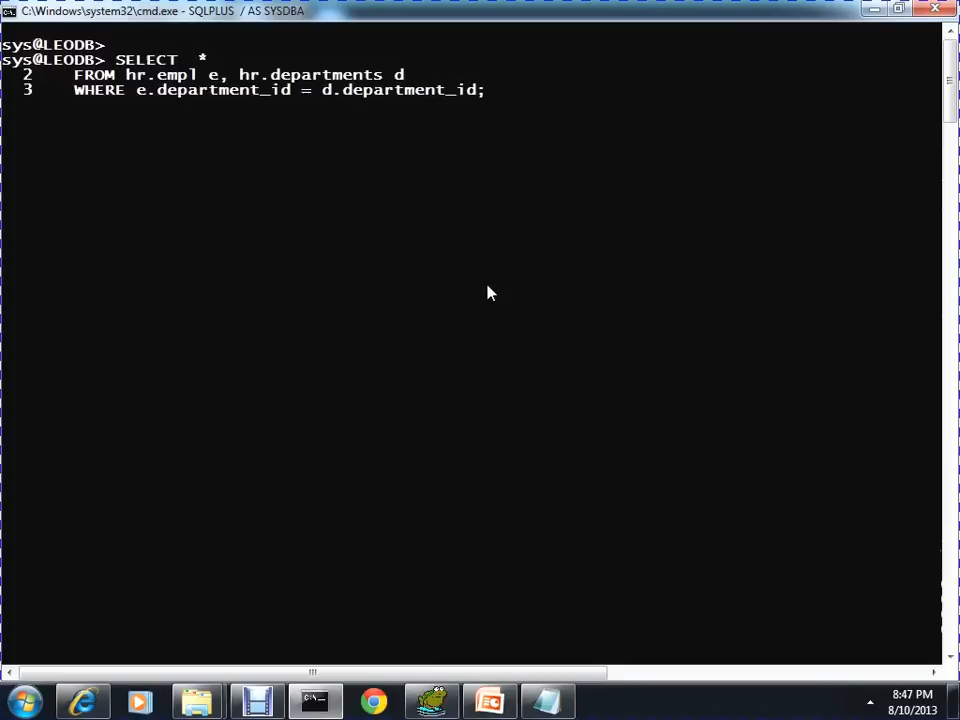 C:\Windows\system32\cmd.exe - SQLPLUS  / AS SYSDBA
sys@LEODB>
sys@LEODB> SELECT  *
2    FROM hr.empl e, hr.departments d
3    WHERE e.department_id = d.department_id;
8:47 PM
8/10/2013